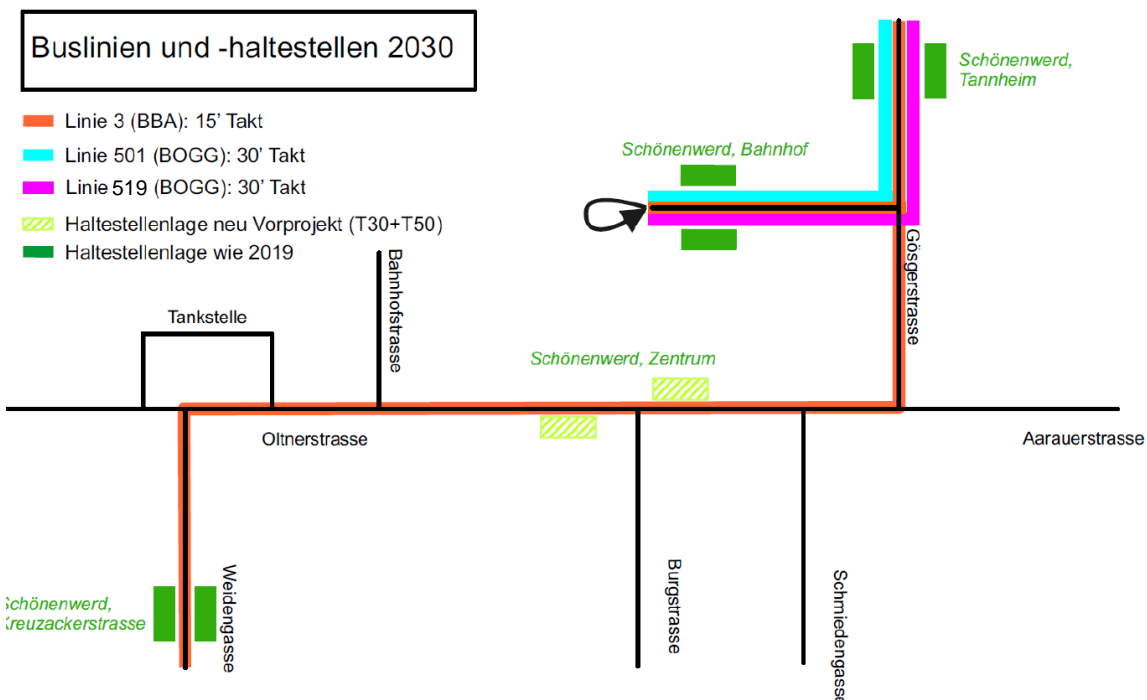 Buslinien und -haltestellen 2030
Linie 3 (BBA): 15' Takt
Linie 501 (BOGG): 30' Takt
Linie 519 (BOGG): 30' Takt
Haltestellenlage neu Vorprojekt (T30+T50)
Haltestellenlage wie 2019
Schönenwerd,
Tannheim
Schönenwerd, Bahnhof
Gösgerstrasse
Bahnhofstrasse
Tankstelle
Schönenwerd, Zentrum
Oltnerstrasse
Aarauerstrasse
Weidengasse
Burgstrasse
Schmiedengasse
Schönenwerd,
Kreuzackerstrasse